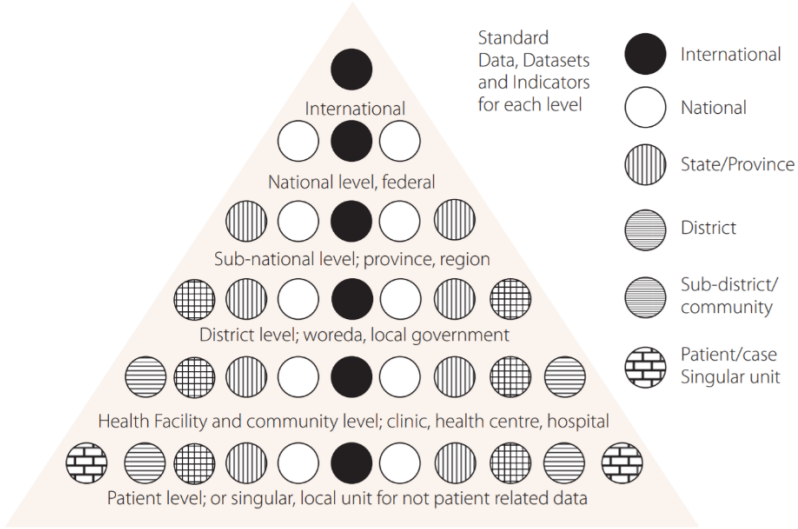 Standard
Data, Datasets
and Indicators
for each level
International
National
State/Province
District
Sub-district/
community
Patient/case
Singular unit
International
National level, federal
Sub-national level; province, region
District level; woreda, local government
Health Facility and community level; clinic, health centre, hospital
Patient level; or singular, local unit for not patient related data